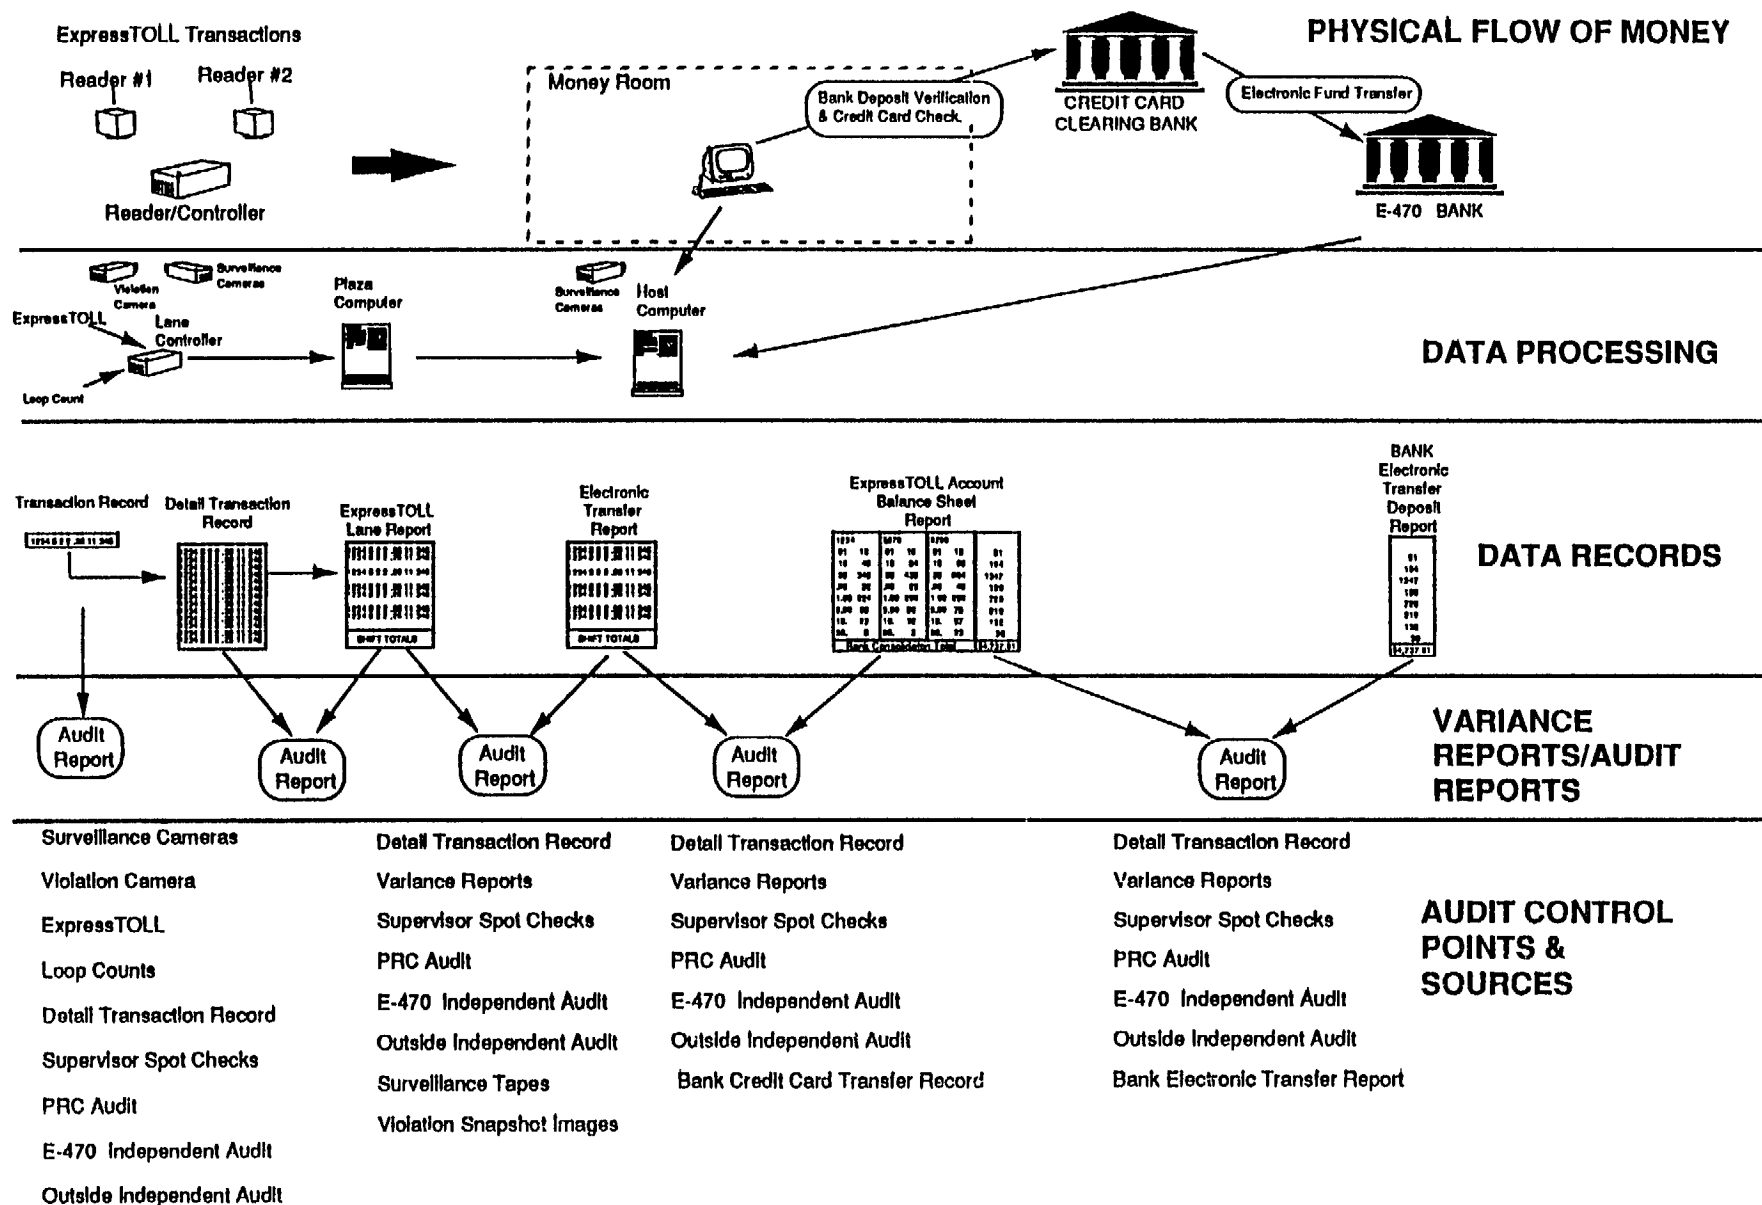 ExpressTOLL Transactions
Reader #1
Reader #2
Reader/Controller
Money Room
Bank Deposit Verification
& Credit Card Check.
CREDIT CARD
CLEARING BANK
Electronic Fund Transfer
E-470 BANK
PHYSICAL FLOW OF MONEY
Violation
Camera
Surveillance
Cameras
ExpressTOLL
Lane
Controller
Loop Count
Plaza
Computer
Surveillance
Cameras
Host
Computer
DATA PROCESSING
Transaction Record
Detail Transaction
Record
ExpressTOLL
Lane Report
SHIFT TOTALS
Electronic
Transfer
Report
SHIFT TOTALS
ExpressTOLL Account
Balance Sheet
Report
Bank Consolidation Total
BANK
Electronic
Transfer
Deposit
Report
DATA RECORDS
Audit
Report
Audit
Report
Audit
Report
Audit
Report
Audit
Report
VARIANCE
REPORTS/AUDIT
REPORTS
Surveillance Cameras
Violation Camera
ExpressTOLL
Loop Counts
Detail Transaction Record
Supervisor Spot Checks
PRC Audit
E-470 Independent Audit
Outside Independent Audit
Detail Transaction Record
Variance Reports
Supervisor Spot Checks
PRC Audit
E-470 Independent Audit
Outside Independent Audit
Surveillance Tapes
Violation Snapshot Images
Detail Transaction Record
Variance Reports
Supervisor Spot Checks
PRC Audit
E-470 Independent Audit
Outside Independent Audit
Bank Credit Card Transfer Record
Detail Transaction Record
Variance Reports
Supervisor Spot Checks
PRC Audit
E-470 Independent Audit
Outside Independent Audit
Bank Electronic Transfer Report
AUDIT CONTROL
POINTS &
SOURCES